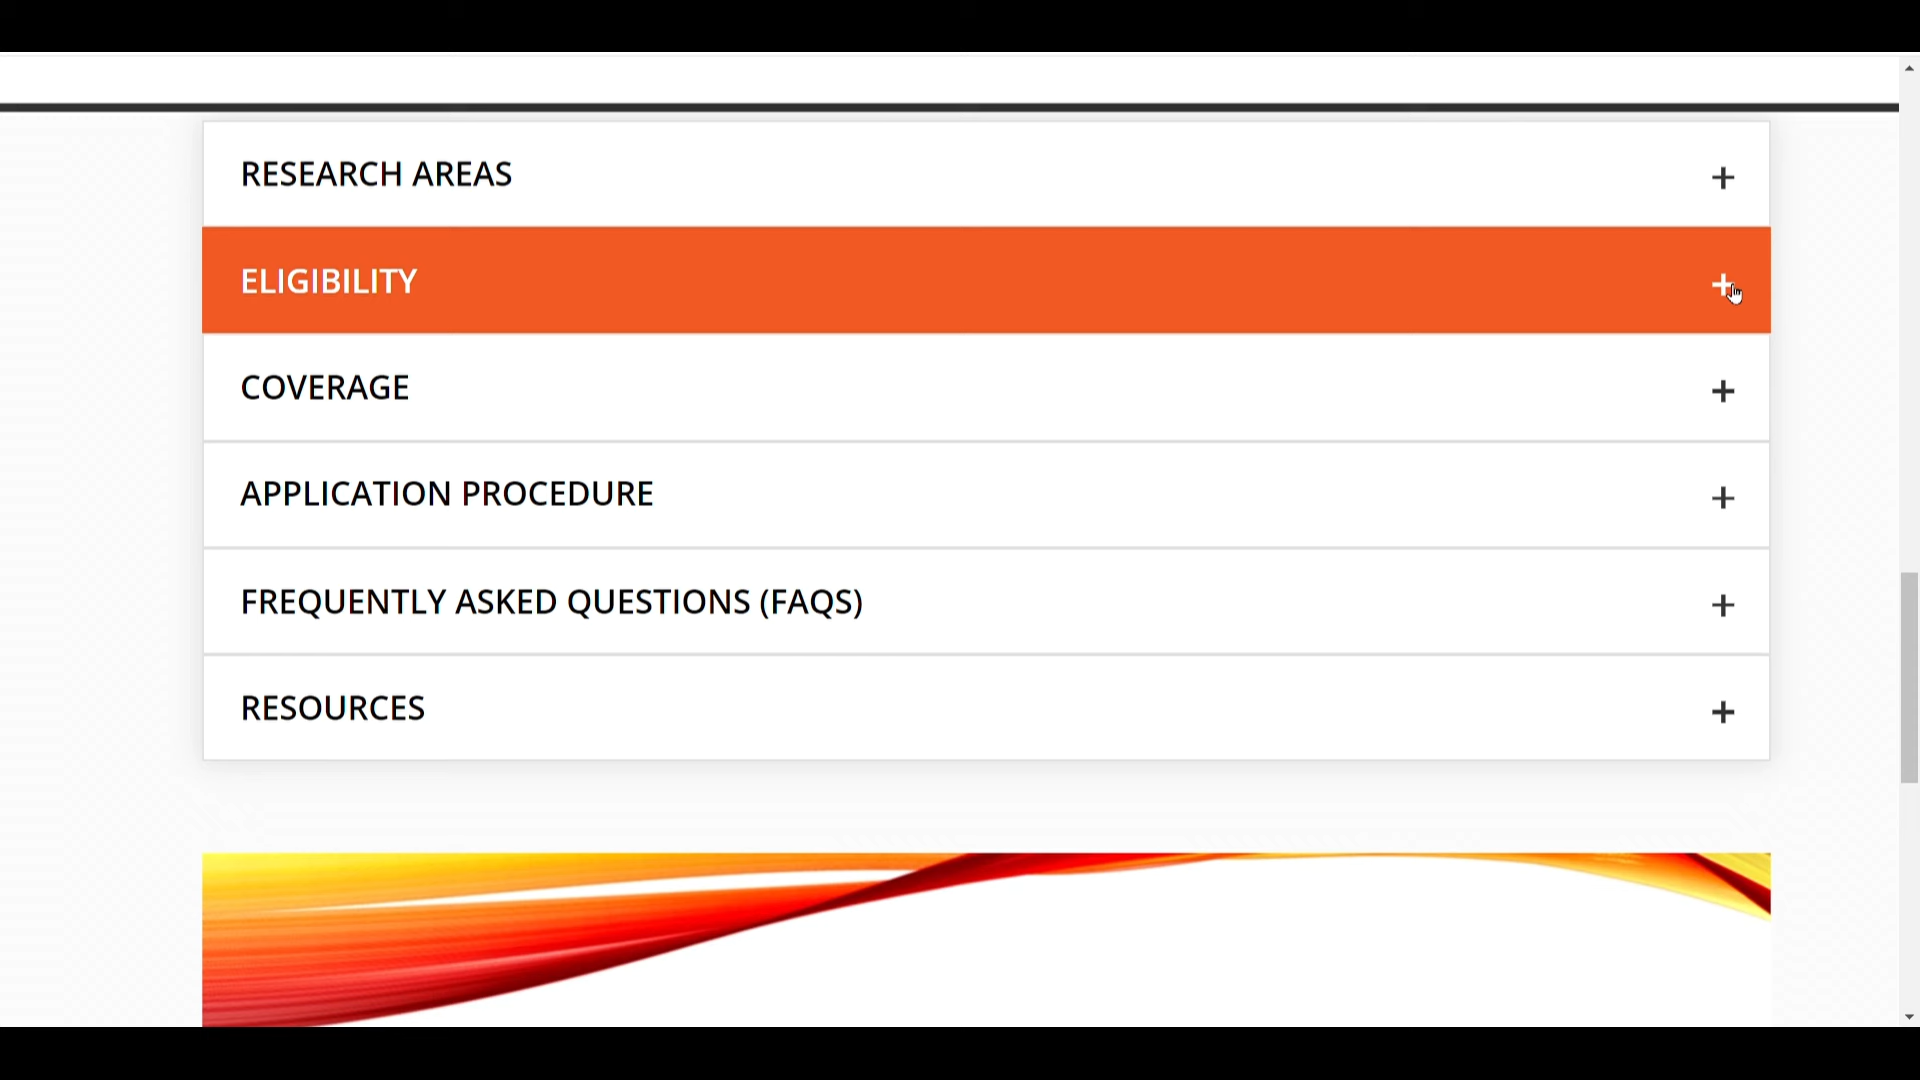 RESEARCH AREAS +
ELIGIBILITY +
COVERAGE +
APPLICATION PROCEDURE +
FREQUENTLY ASKED QUESTIONS (FAQS) +
RESOURCES +